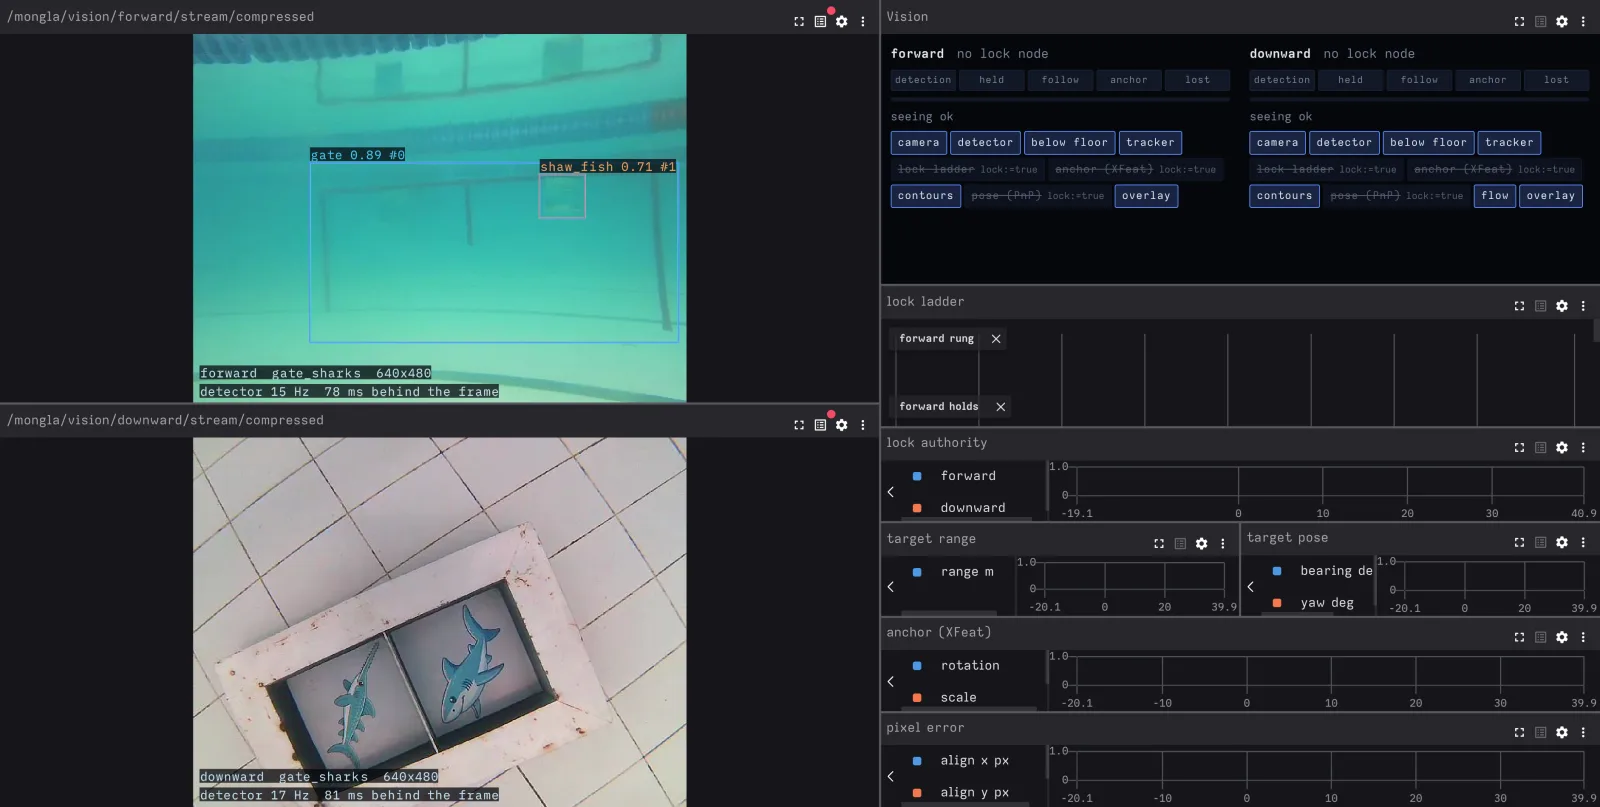 /mongla/vision/forward/stream/compressed
gate 0.89 #0
shaw_fish 0.71 #1
forward gate_sharks 640x480
detector 15 Hz 78 ms behind the frame
/mongla/vision/downward/stream/compressed
downward gate_sharks 640x480
detector 17 Hz 81 ms behind the frame
Vision
forward no lock node
detection held follow anchor lost
seeing ok
camera detector below floor tracker
lock ladder lock:=true anchor (XFeat) lock:=true
contours pose (PnP) lock:=true overlay
downward no lock node
detection held follow anchor lost
seeing ok
camera detector below floor tracker
lock ladder lock:=true anchor (XFeat) lock:=true
contours pose (PnP) lock:=true flow overlay
lock ladder
forward rung
forward holds
lock authority
forward
downward
1.0
0
-19.1 0 10 20 30 40.9
target range
range m
1.0
0
-20.1 0 20 39.9
target pose
bearing de
yaw deg
1.0
0
-20.1 0 20 39.9
anchor (XFeat)
rotation
scale
1.0
0
-20.1 -10 0 10 20 30 39.9
pixel error
align x px
align y px
1.0
0
-20.1 -10 0 10 20 30 39.9